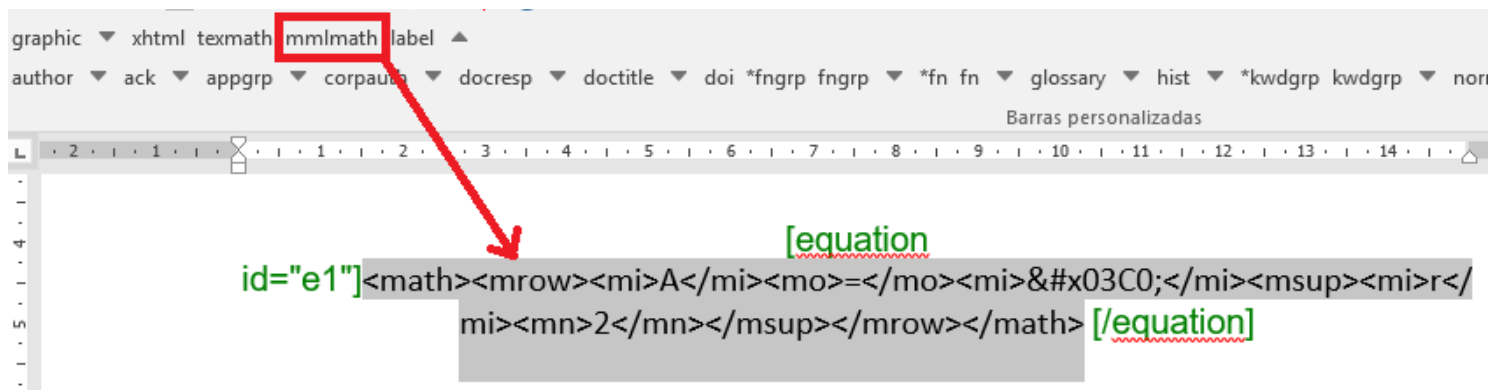 graphic xhtml texmath mmlmath label
author ack appgrp corpauth docresp doctitle doi *fngrp fngrp *fn fn glossary hist *kwdgrp kwdgrp
Barras personalizadas
2 1 1 2 3 4 5 6 7 8 9 10 11 12 13 14
4
5
[equation
id="e1"]<math><mrow><mi>A</mi><mo>=</mo><mi>&#x03C0;</mi><msup><mi>r</
mi><mn>2</mn></msup></mrow></math> [/equation]